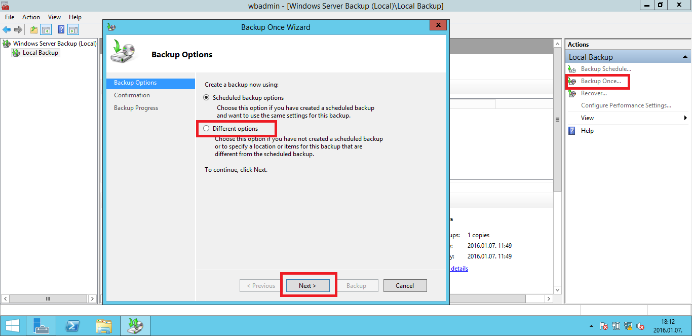 wbadmin - [Windows Server Backup (Local)\Local Backup]
File Action View Help
Windows Server Backup (Local)
Local Backup
Backup Once Wizard
Backup Options
Backup Options
Confirmation
Backup Progress
Create a backup now using:
Scheduled backup options
Choose this option if you have created a scheduled backup
and want to use the same settings for this backup.
Different options
Choose this option if you have not created a scheduled backup
or to specify a location or items for this backup that are
different from the scheduled backup.
To continue, click Next.
< Previous
Next >
Backup
Cancel
1 copies
2016.01.07. 11:49
2016.01.07. 11:49
details
Actions
Local Backup
Backup Schedule...
Backup Once...
Recover...
Configure Performance Settings...
View
Help
18:12
2016.01.07.